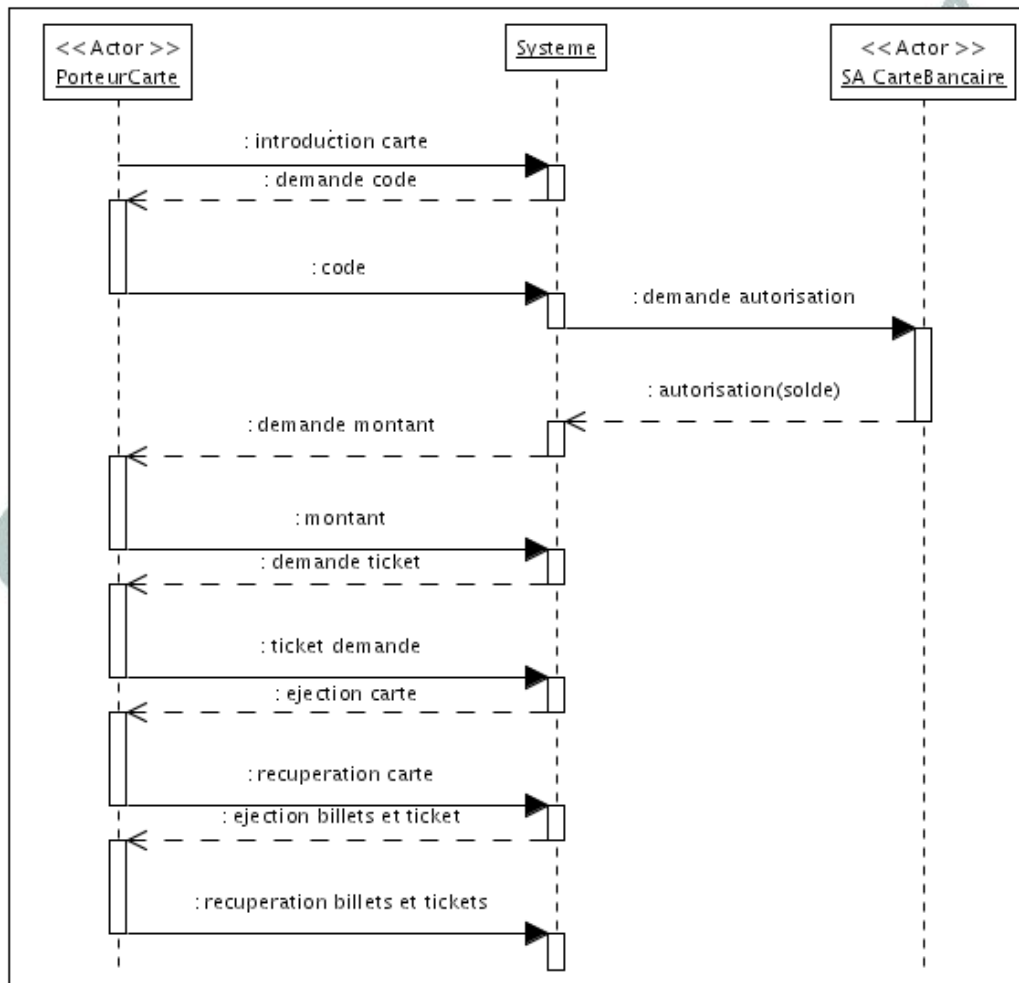 << Actor >>
PorteurCarte
Systeme
<< Actor >>
SA CarteBancaire
: introduction carte
: demande code
: code
: demande autorisation
: autorisation(solde)
: demande montant
: montant
: demande ticket
: ticket demande
: ejection carte
: recuperation carte
: ejection billets et ticket
: recuperation billets et tickets